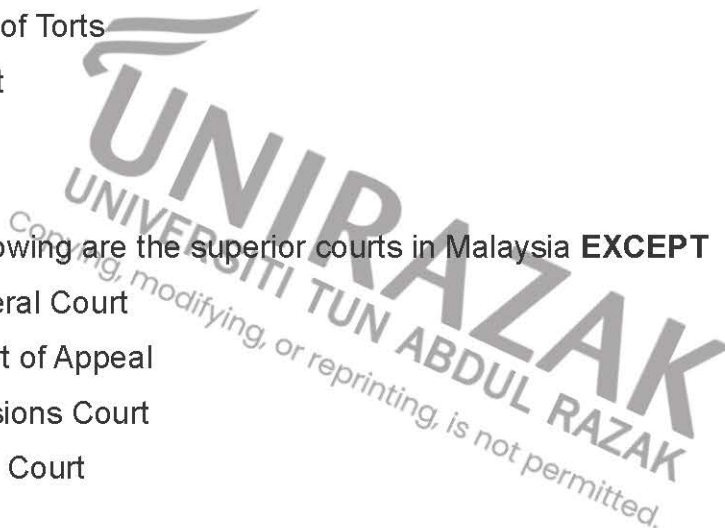 of Torts
t
owing are the superior courts in Malaysia EXCEPT
eral Court
t of Appeal
sions Court
Court
UNIRAZAK
UNIVERSITI TUN ABDUL RAZAK
Copying, modifying, or reprinting, is not permitted.